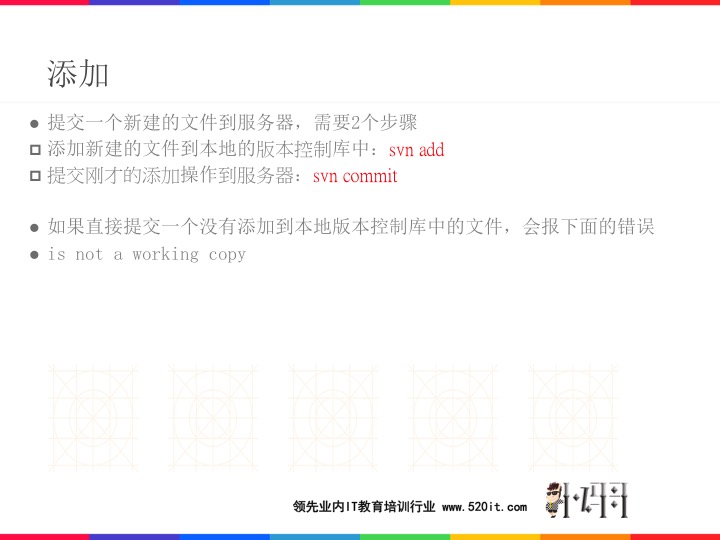 添加
提交一个新建的文件到服务器，需要2个步骤
添加新建的文件到本地的版本控制库中：svn add
提交刚才的添加操作到服务器：svn commit
如果直接提交一个没有添加到本地版本控制库中的文件，会报下面的错误
is not a working copy
领先业内IT教育培训行业 www.520it.com
小码哥